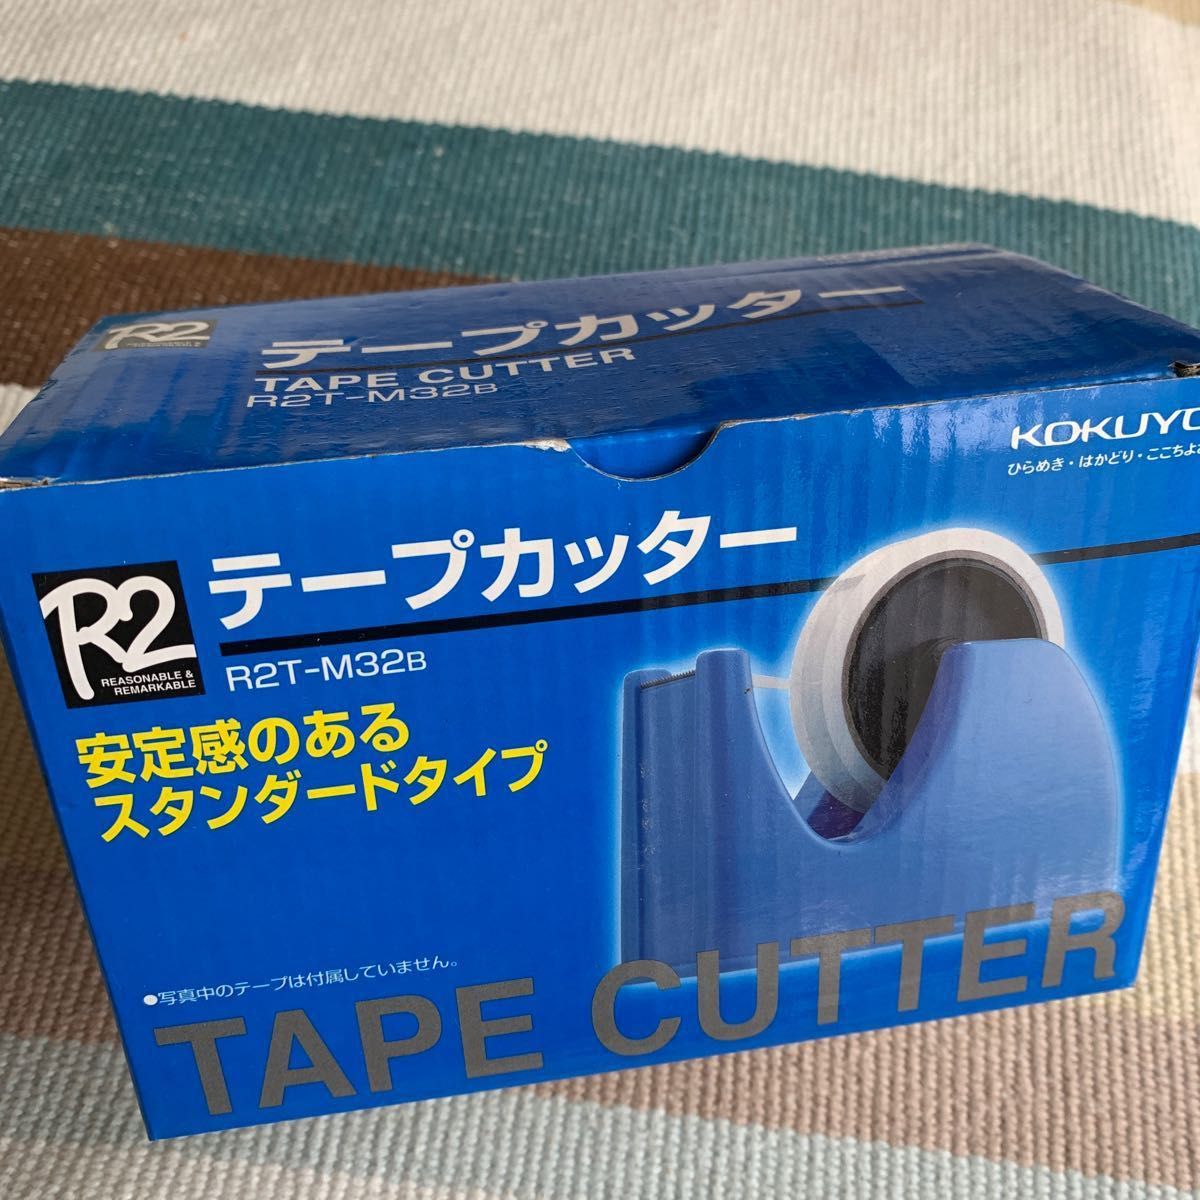 R2
テープカッター
TAPE CUTTER
R2T-M32B
KOKUYO
ひらめき・はかどり・ここちよさ
R2
REASONABLE &
REMARKABLE
テープカッター
R2T-M32B
安定感のある
スタンダードタイプ
●写真中のテープは付属していません。
TAPE CUTTER